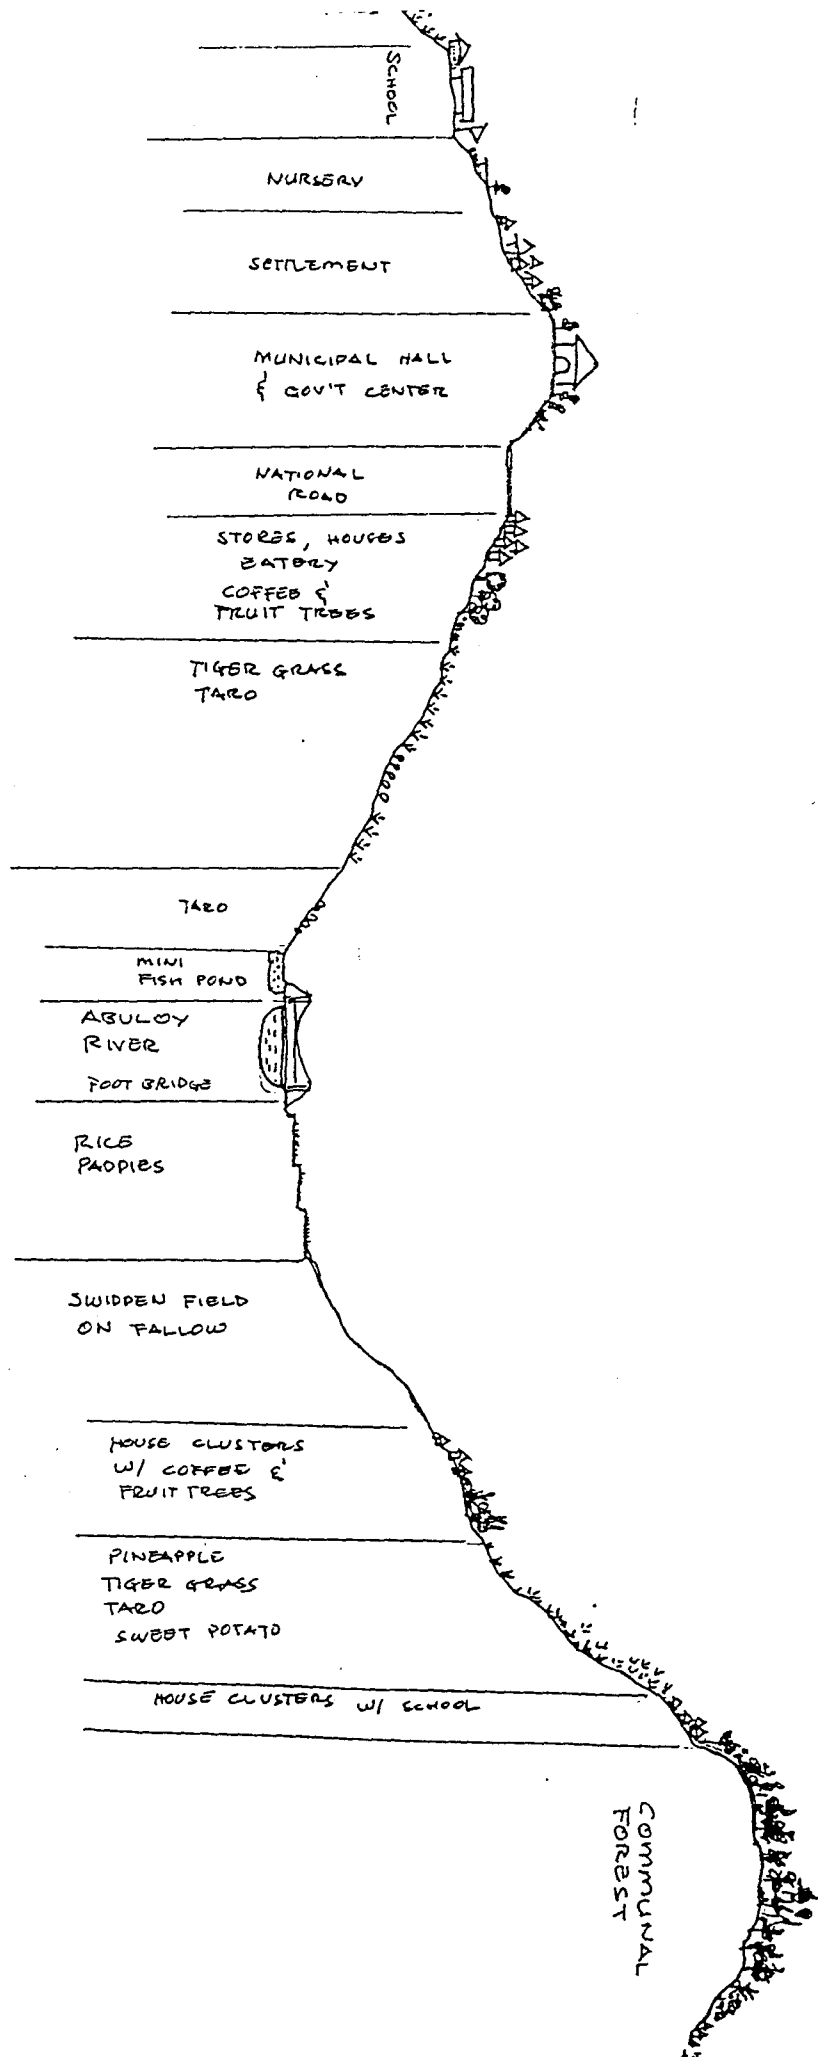 SCHOOL
NURSERY
SETTLEMENT
MUNICIPAL HALL
& GOV'T CENTER
NATIONAL
ROAD
STORES, HOUSES
EATERY
COFFEE &
FRUIT TREES
TIGER GRASS
TARO
TARO
MINI
FISH POND
ABULOY
RIVER
FOOT BRIDGE
RICE
PADDIES
SWIDDEN FIELD
ON FALLOW
HOUSE CLUSTERS
W/ COFFEE &
FRUIT TREES
PINEAPPLE
TIGER GRASS
TARO
SWEET POTATO
HOUSE CLUSTERS W/ SCHOOL
COMMUNAL
FOREST